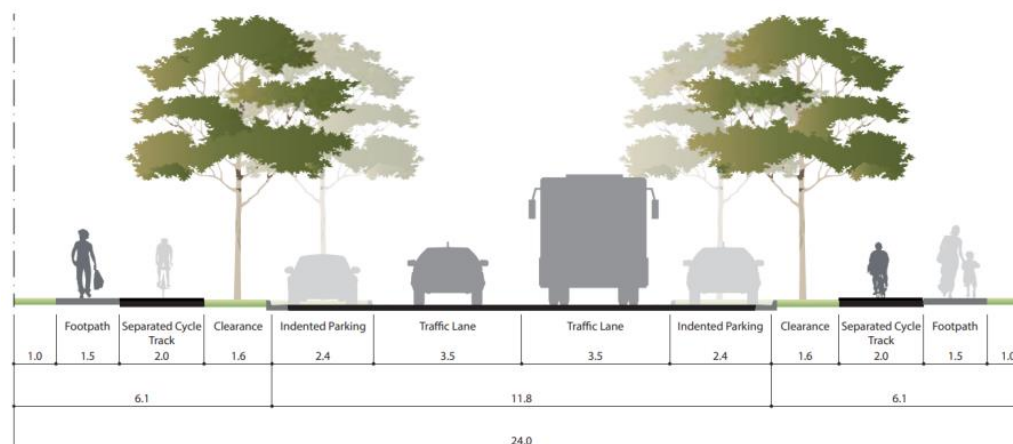 Footpath Separated Cycle Clearance Indented Parking Traffic Lane Traffic Lane Indented Parking Clearance Separated Cycle Footpath
Track Track
1.0 1.5 2.0 1.6 2.4 3.5 3.5 2.4 1.6 2.0 1.5 1.0
6.1 11.8 6.1
24.0